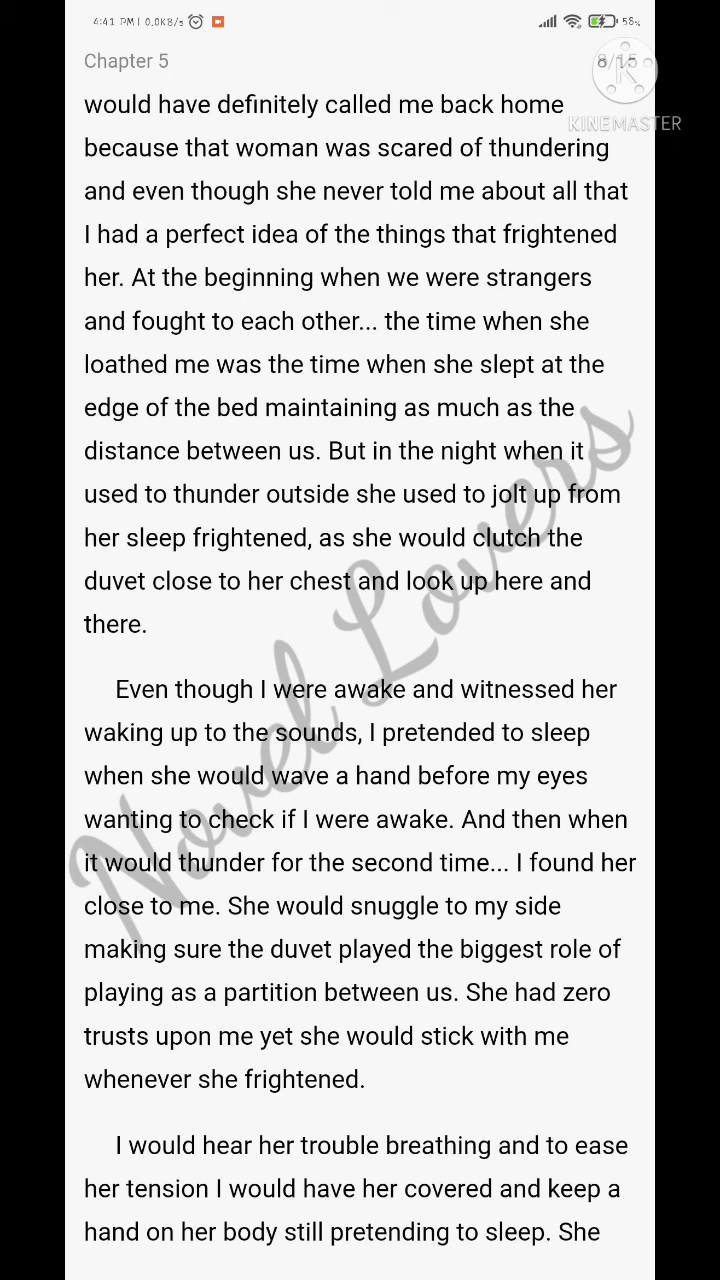 4:41 PM | 0.0KB/s
58%
Chapter 5
8/15
K
KINEMASTER
would have definitely called me back home
because that woman was scared of thundering
and even though she never told me about all that
I had a perfect idea of the things that frightened
her. At the beginning when we were strangers
and fought to each other... the time when she
loathed me was the time when she slept at the
edge of the bed maintaining as much as the
distance between us. But in the night when it
used to thunder outside she used to jolt up from
her sleep frightened, as she would clutch the
duvet close to her chest and look up here and
there.
Even though I were awake and witnessed her
waking up to the sounds, I pretended to sleep
when she would wave a hand before my eyes
wanting to check if I were awake. And then when
it would thunder for the second time... I found her
close to me. She would snuggle to my side
making sure the duvet played the biggest role of
playing as a partition between us. She had zero
trusts upon me yet she would stick with me
whenever she frightened.
I would hear her trouble breathing and to ease
her tension I would have her covered and keep a
hand on her body still pretending to sleep. She
Novel Lovers